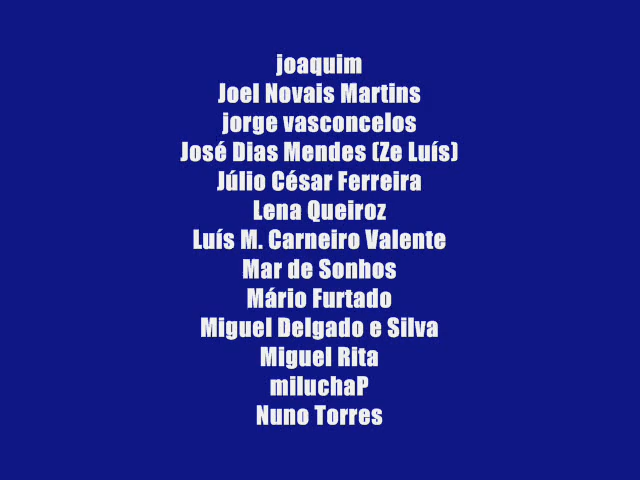 joaquim
Joel Novais Martins
jorge vasconcelos
José Dias Mendes (Ze Luís)
Júlio César Ferreira
Lena Queiroz
Luís M. Carneiro Valente
Mar de Sonhos
Mário Furtado
Miguel Delgado e Silva
Miguel Rita
miluchaP
Nuno Torres